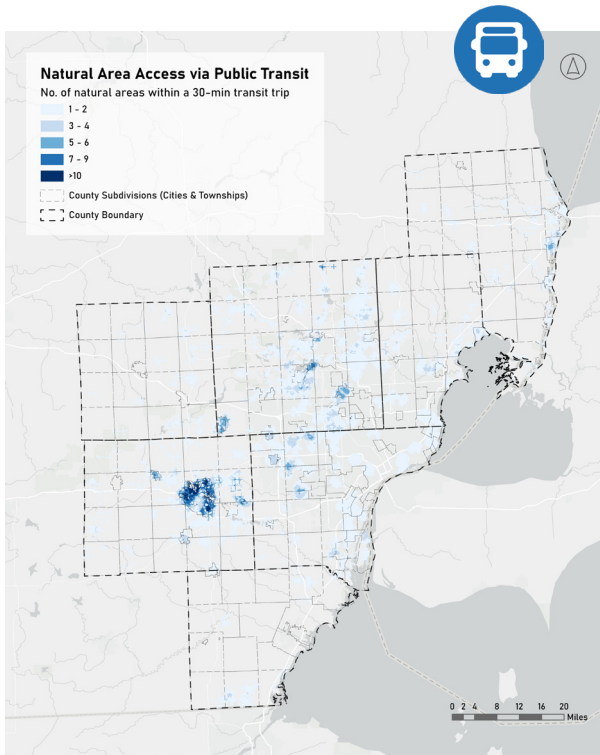 Natural Area Access via Public Transit
No. of natural areas within a 30-min transit trip
1 - 2
3 - 4
5 - 6
7 - 9
>10
County Subdivisions (Cities & Townships)
County Boundary
0 2 4 8 12 16 20
Miles